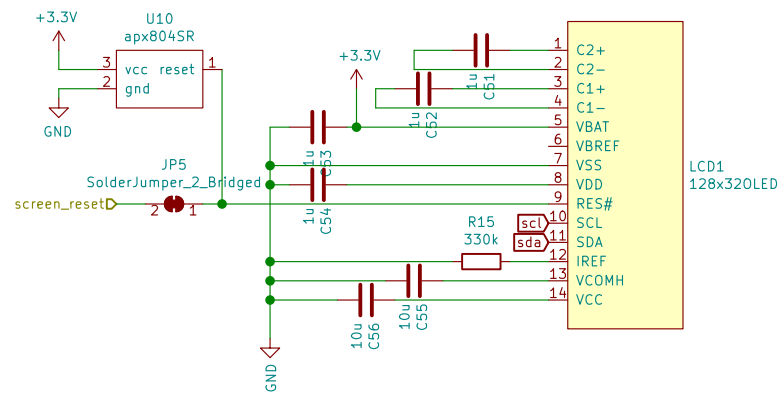 +3.3V
U10
apx804SR
3 vcc reset 1
2 gnd
GND
+3.3V
1u C51
1u C52
1u C53
1u C54
JP5
SolderJumper_2_Bridged
screen_reset 2 1
R15
330k
10u C55
10u C56
GND
scl
sda
1 C2+
2 C2-
3 C1+
4 C1-
5 VBAT
6 VBREF
7 VSS
8 VDD
9 RES#
10 SCL
11 SDA
12 IREF
13 VCOMH
14 VCC
LCD1
128x32OLED